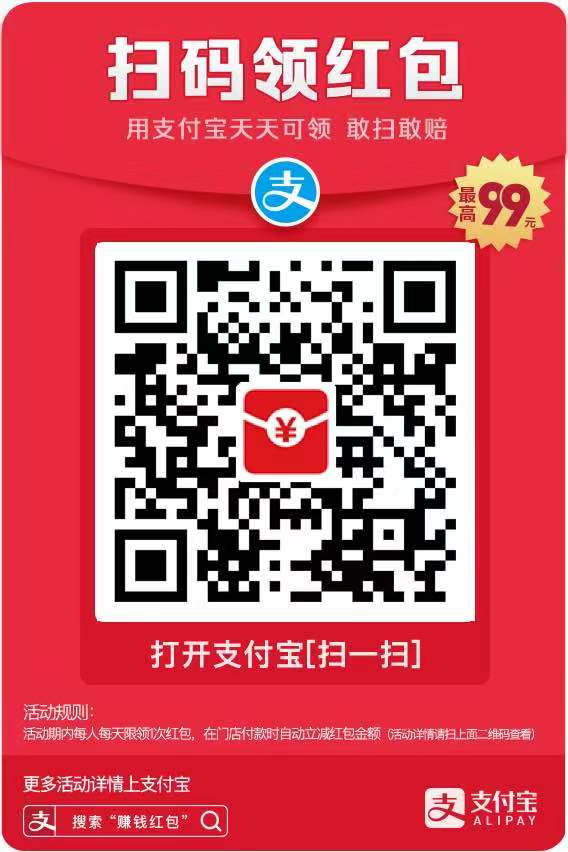 扫码领红包
用支付宝天天可领 敢扫敢赔
支
最高99元
¥
打开支付宝[扫一扫]
活动规则：
活动期内每人每天限领1次红包，在门店付款时自动立减红包金额（活动详情请扫上面二维码查看）
更多活动详情上支付宝
支 搜索“赚钱红包”
支 支付宝
ALIPAY